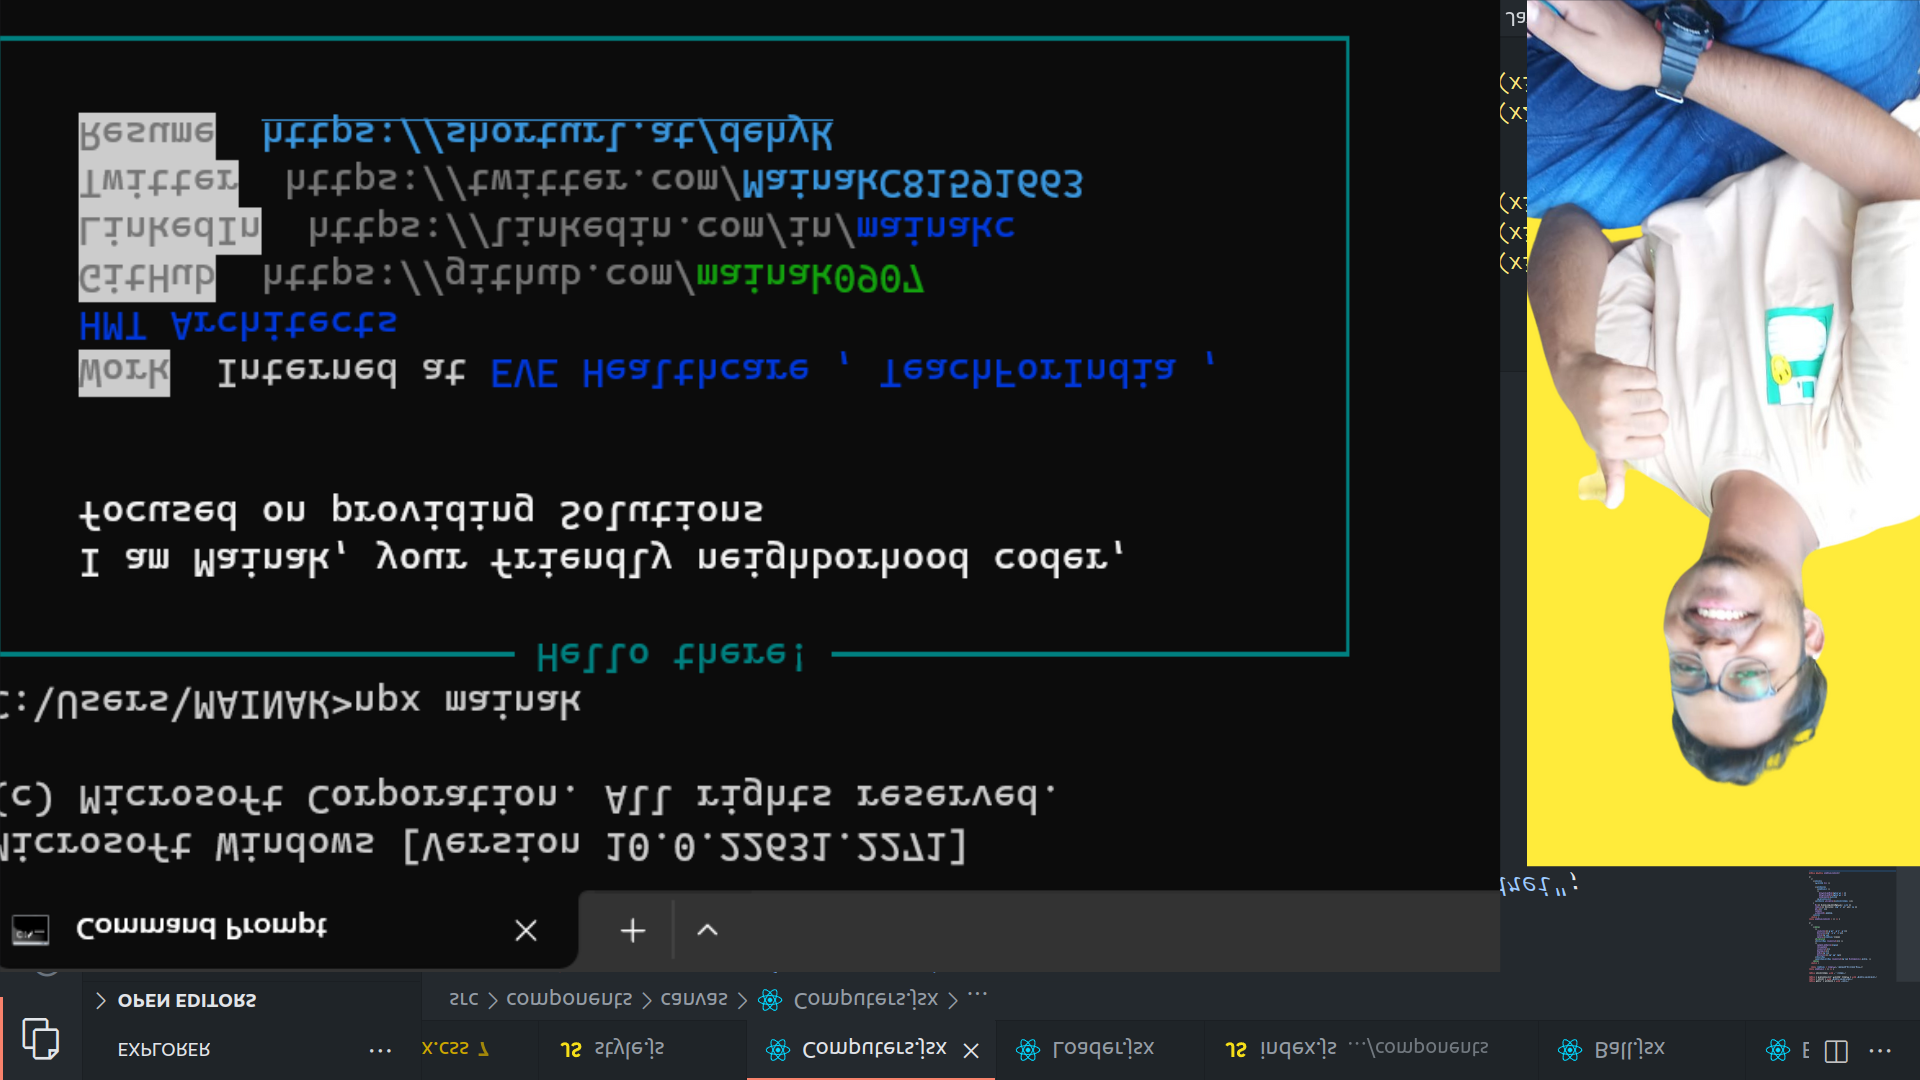 EXPLORER ...
x.css 7
JS style.js
Computers.jsx
Loader.jsx
JS index.js .../components
Ball.jsx
OPEN EDITORS
src > components > canvas > Computers.jsx > ...
Command Prompt
Microsoft Windows [Version 10.0.22631.2271]
(c) Microsoft Corporation. All rights reserved.
C:\Users\MAINAK>npx mainak
Hello there!
I am Mainak, your friendly neighborhood coder,
focused on providing Solutions
Work Interned at EVE Healthcare , TeachForIndia ,
HMT Architects
GitHub https://github.com/mainak0907
LinkedIn https://linkedin.com/in/mainakc
Twitter https://twitter.com/MainakC81591663
Resume https://shorturl.at/dehyK